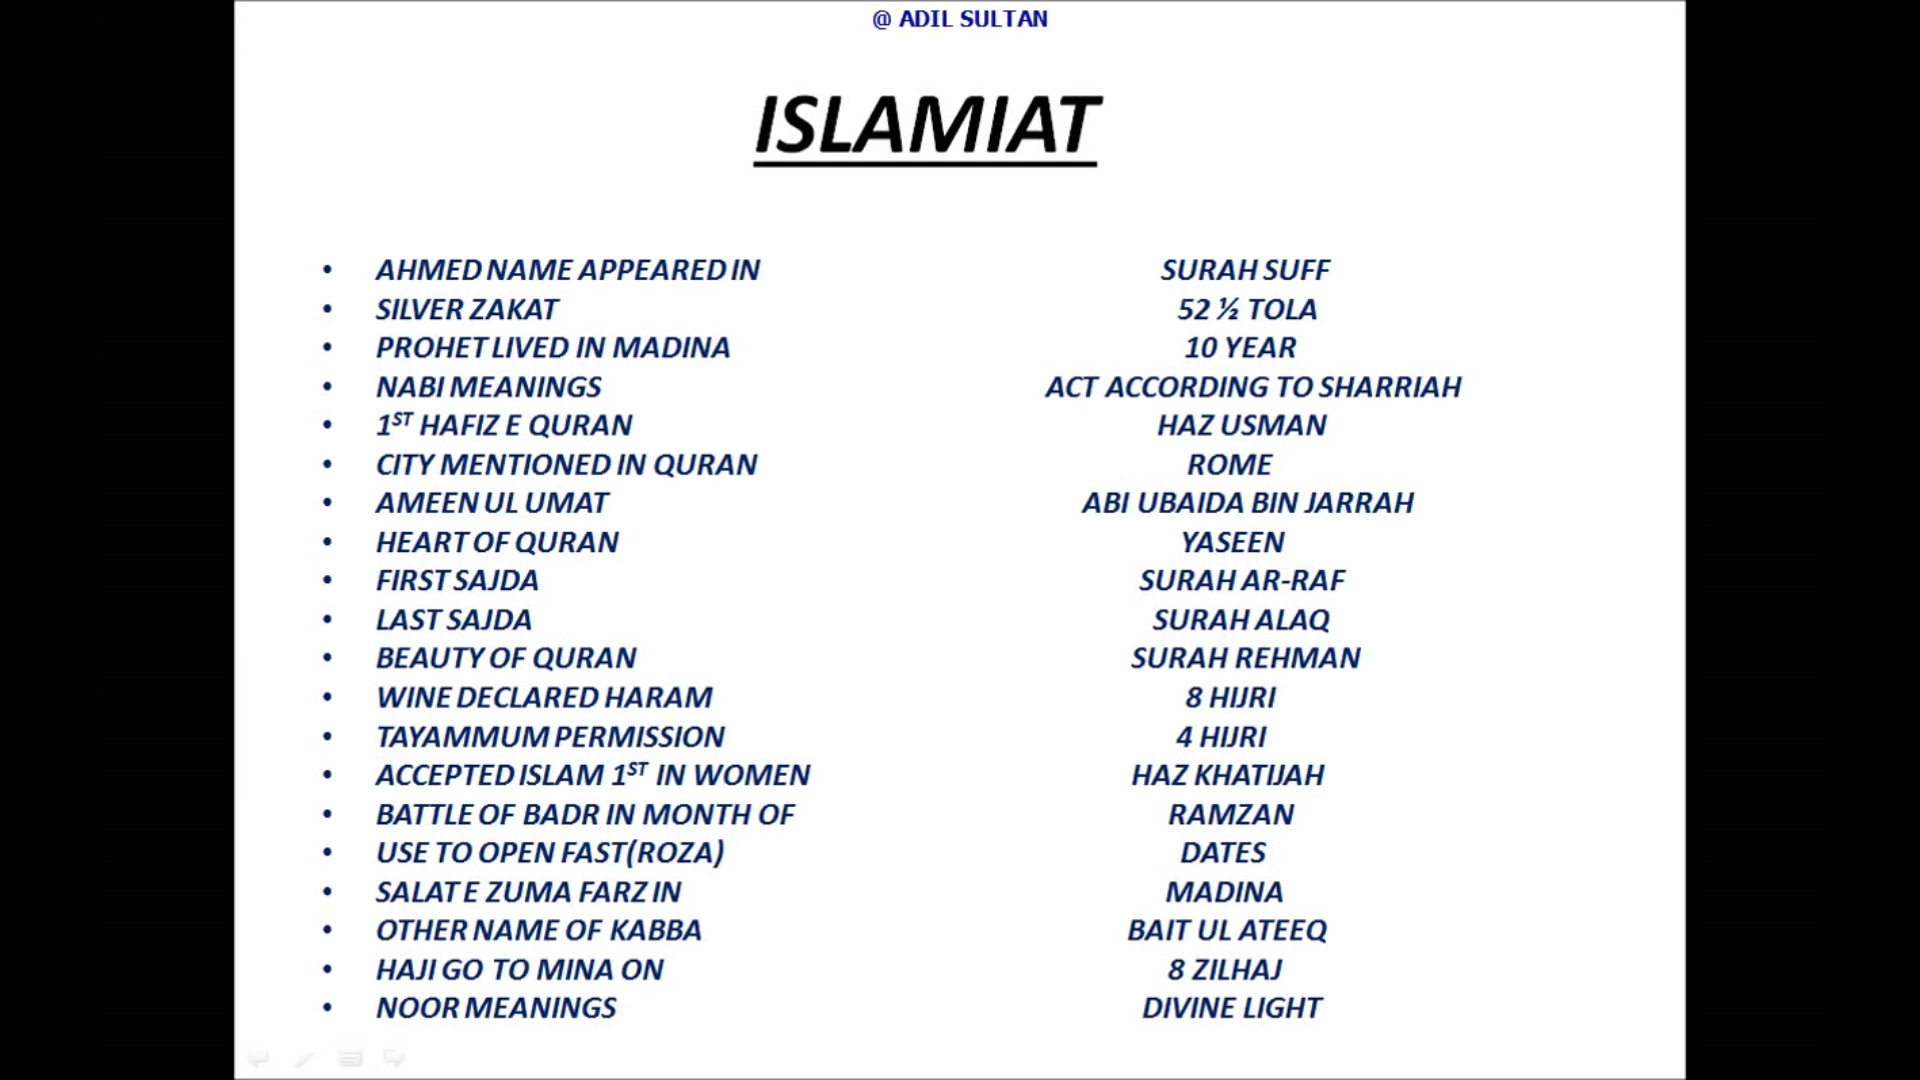 @ ADIL SULTAN
ISLAMIAT
• AHMED NAME APPEARED IN SURAH SUFF
• SILVER ZAKAT 52 ½ TOLA
• PROHET LIVED IN MADINA 10 YEAR
• NABI MEANINGS ACT ACCORDING TO SHARRIAH
• 1ST HAFIZ E QURAN HAZ USMAN
• CITY MENTIONED IN QURAN ROME
• AMEEN UL UMAT ABI UBAIDA BIN JARRAH
• HEART OF QURAN YASEEN
• FIRST SAJDA SURAH AR-RAF
• LAST SAJDA SURAH ALAQ
• BEAUTY OF QURAN SURAH REHMAN
• WINE DECLARED HARAM 8 HIJRI
• TAYAMMUM PERMISSION 4 HIJRI
• ACCEPTED ISLAM 1ST IN WOMEN HAZ KHATIJAH
• BATTLE OF BADR IN MONTH OF RAMZAN
• USE TO OPEN FAST(ROZA) DATES
• SALAT E ZUMA FARZ IN MADINA
• OTHER NAME OF KABBA BAIT UL ATEEQ
• HAJI GO TO MINA ON 8 ZILHAJ
• NOOR MEANINGS DIVINE LIGHT